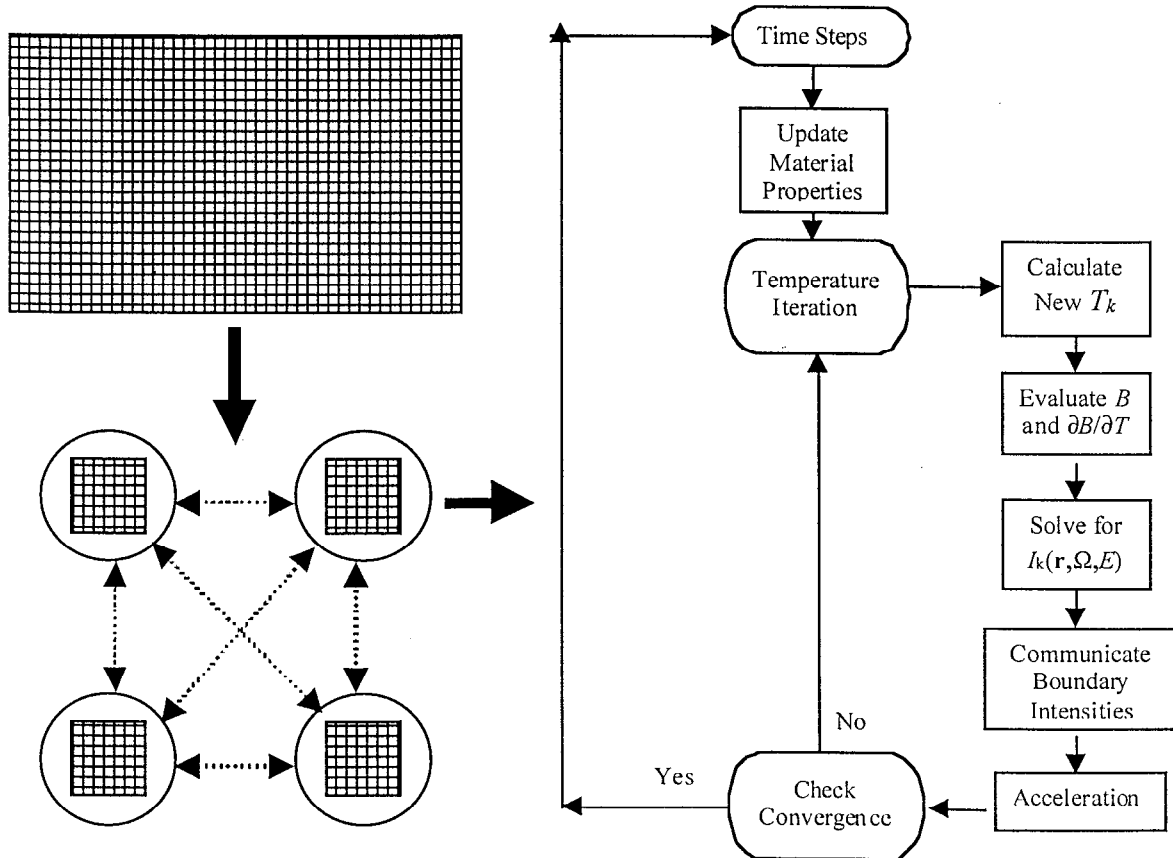 Time Steps
Update
Material
Properties
Temperature
Iteration
Calculate
New T_k
Evaluate B
and ∂B/∂T
Solve for
I_k(r,Ω,E)
Communicate
Boundary
Intensities
Acceleration
Check
Convergence
No
Yes